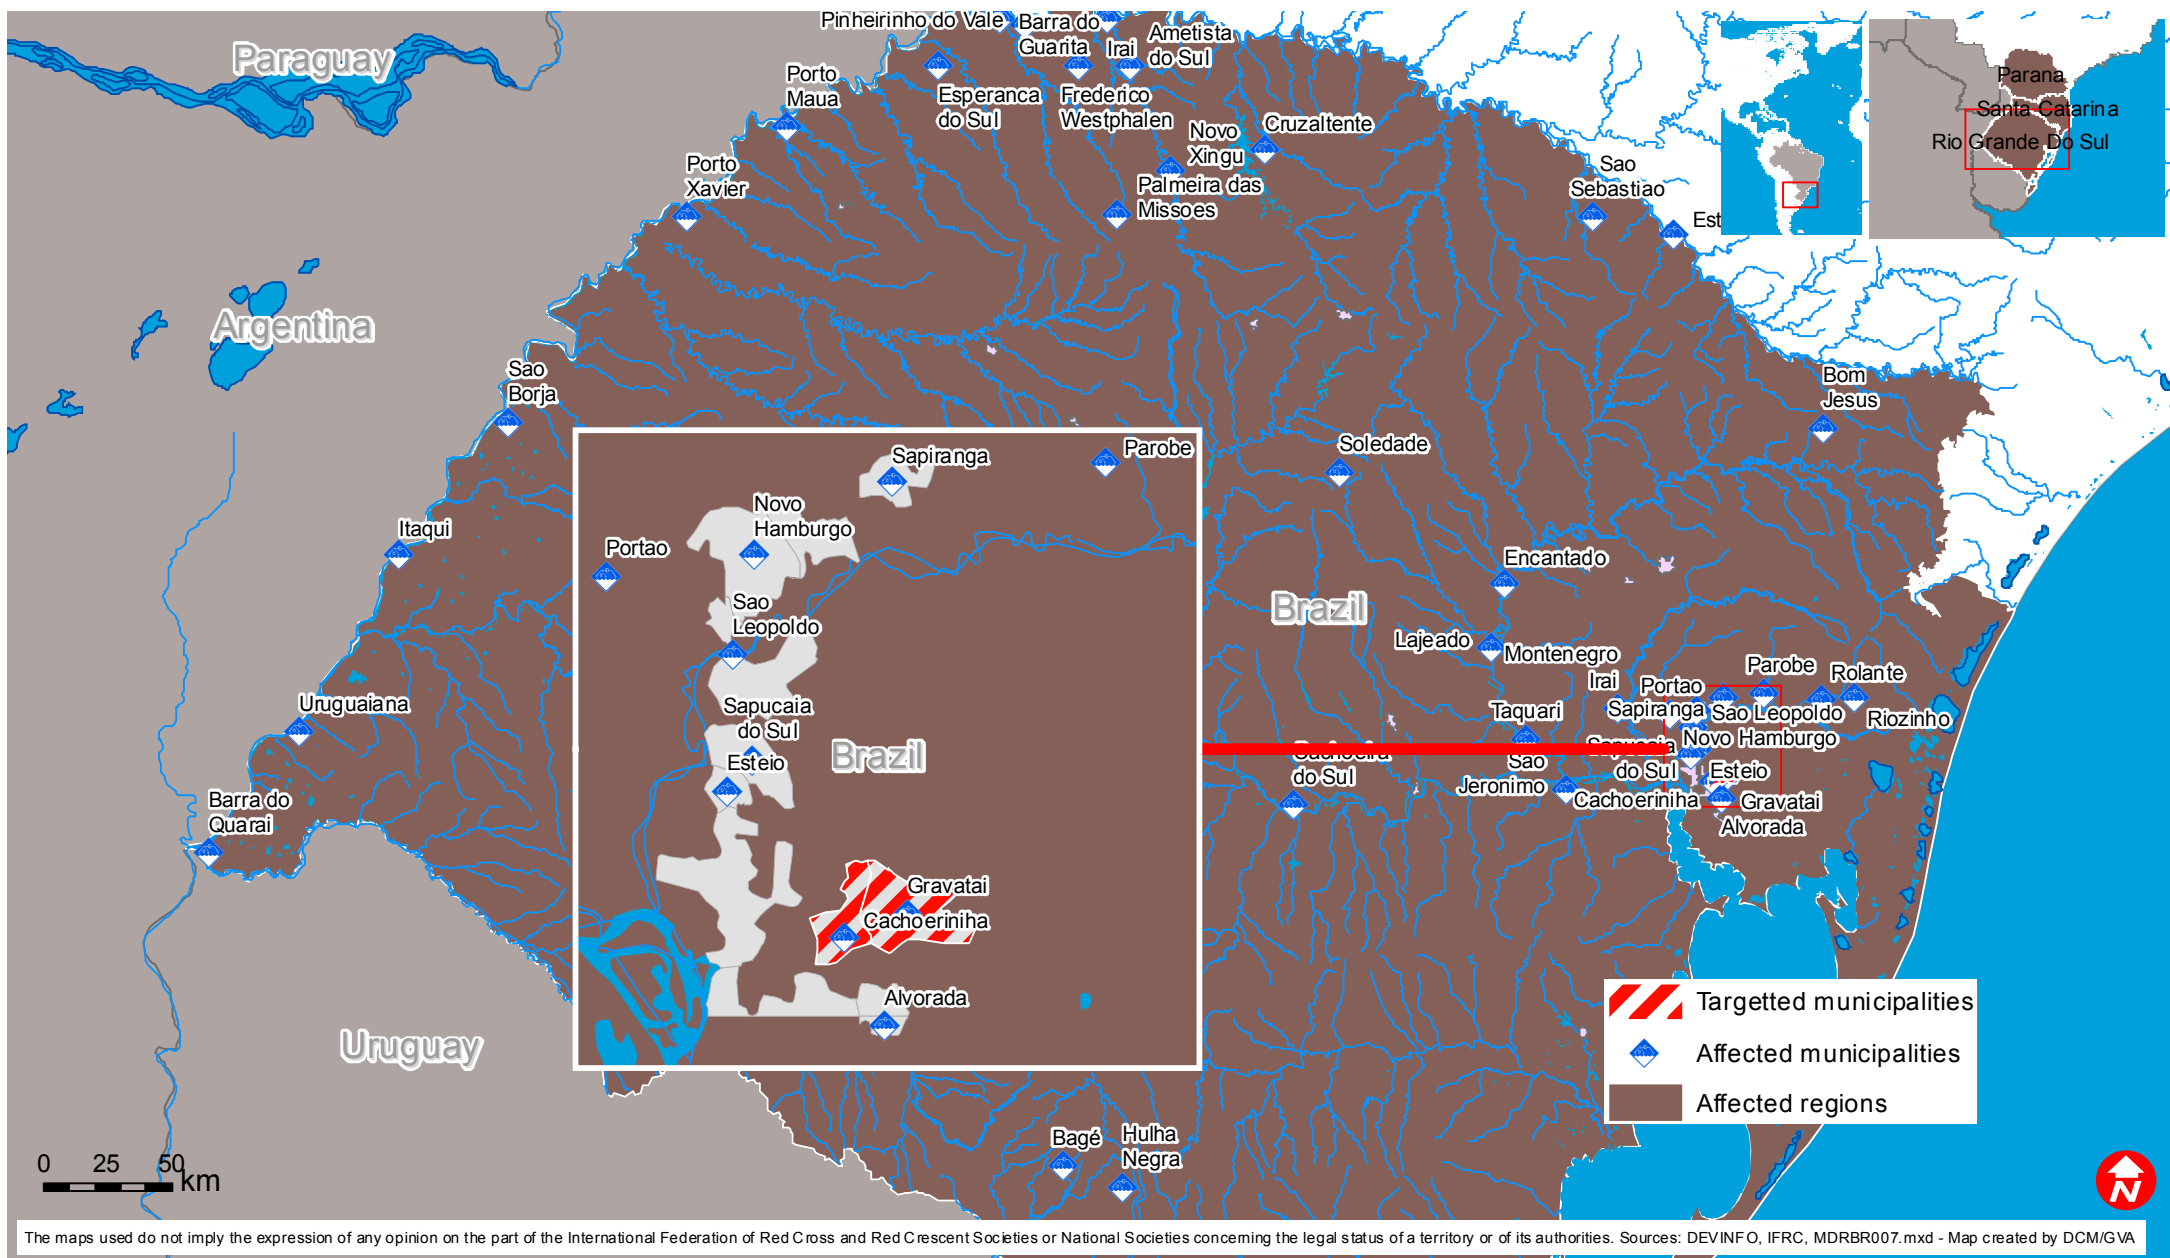 Pinheirinho do Vale
Barra do
Guarita
Irai
Ametista
do Sul
Paraguay
Porto
Maua
Esperanca
do Sul
Frederico
Westphalen
Novo
Xingu
Cruzaltente
Porto
Xavier
Palmeira das
Missoes
Sao
Sebastiao
Est
Parana
Santa Catarina
Rio Grande Do Sul
Argentina
Sao
Borja
Bom
Jesus
Soledade
Itaqui
Encantado
Brazil
Lajeado
Montenegro
Irai
Parobe
Rolante
Portao
Uruguaiana
Taquari
Sapiranga
Sao Leopoldo
Riozinho
Novo Hamburgo
Sapucaia
do Sul
Cachoeira
do Sul
Sao
Jeronimo
Esteio
Cachoeriniha
Gravatai
Alvorada
Barra do
Quarai
Sapiranga
Parobe
Novo
Hamburgo
Portao
Sao
Leopoldo
Sapucaia
do Sul
Esteio
Brazil
Gravatai
Cachoeriniha
Alvorada
Uruguay
Bagé
Hulha
Negra
Targetted municipalities
Affected municipalities
Affected regions
0 25 50
km
N
The maps used do not imply the expression of any opinion on the part of the International Federation of Red Cross and Red Crescent Societies or National Societies concerning the legal status of a territory or of its authorities. Sources: DEVINFO, IFRC, MDRBR007.mxd - Map created by DCM/GVA